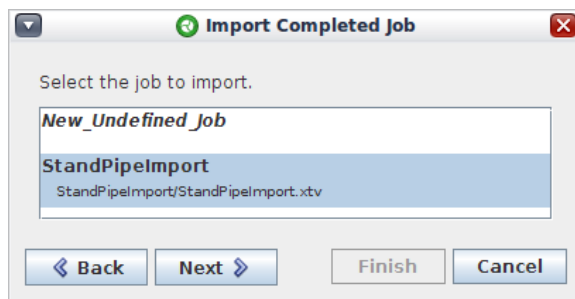 Import Completed Job
Select the job to import.
New_Undefined_Job
StandPipeImport
StandPipeImport/StandPipeImport.xtv
Back Next Finish Cancel